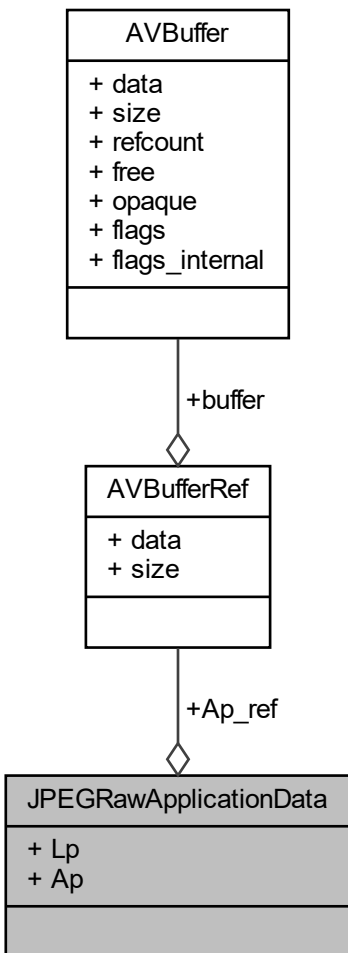 AVBuffer
+ data
+ size
+ refcount
+ free
+ opaque
+ flags
+ flags_internal
+buffer
AVBufferRef
+ data
+ size
+Ap_ref
JPEGRawApplicationData
+ Lp
+ Ap